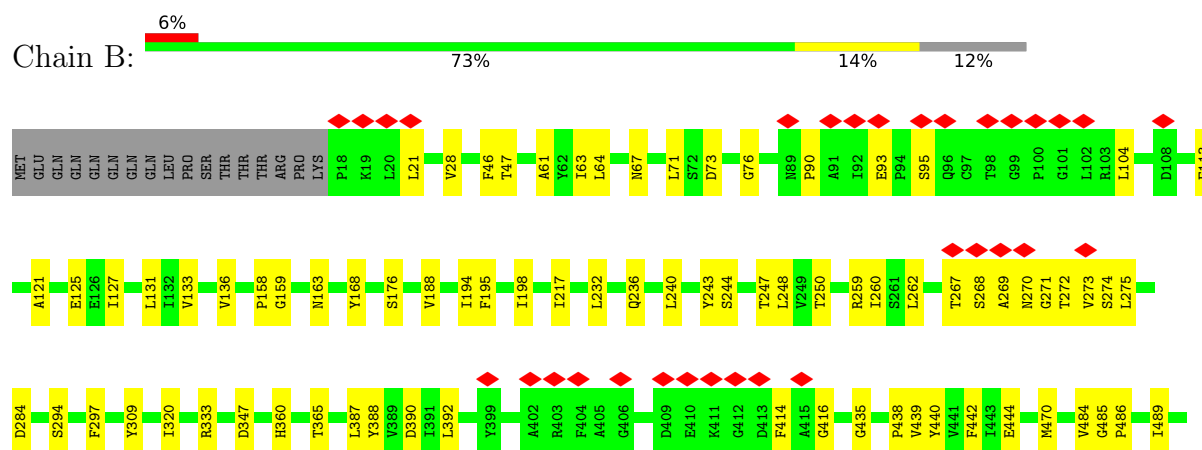 6%
Chain B:
73% 14% 12%
MET GLU GLN GLN GLN GLN GLN GLN LEU PRO SER THR THR THR ARG PRO LYS P18 K19 L20 L21 V28 F46 T47 A61 Y62 I63 L64 N67 L71 S72 D73 G76 N89 P90 A91 I92 E93 P94 S95 Q96 C97 T98 G99 P100 G101 L102 R103 L104 D108
A121 E125 E126 I127 L131 I132 V133 V136 P158 G159 N163 Y168 S176 V188 I194 F195 I198 I217 L232 Q236 L240 Y243 S244 T247 L248 V249 T250 R259 I260 S261 L262 T267 S268 A269 N270 G271 T272 V273 S274 L275
D284 S294 F297 Y309 I320 R333 D347 H360 T365 L387 Y388 V389 D390 I391 L392 Y399 A402 R403 F404 A405 G406 D409 E410 K411 G412 D413 F414 A415 G416 G435 P438 V439 Y440 V441 F442 I443 E444 M470 V484 G485 P486 I489